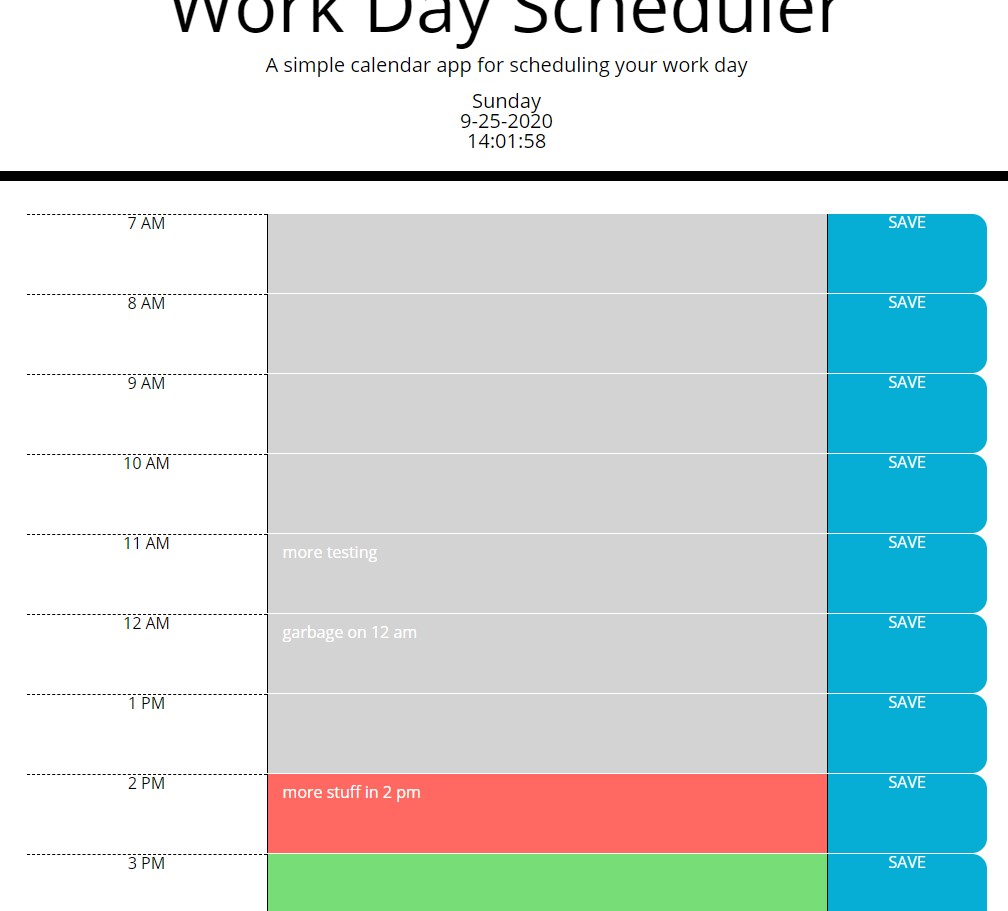 Work Day Scheduler
A simple calendar app for scheduling your work day
Sunday
9-25-2020
14:01:58
7 AM SAVE
8 AM SAVE
9 AM SAVE
10 AM SAVE
11 AM more testing SAVE
12 AM garbage on 12 am SAVE
1 PM SAVE
2 PM more stuff in 2 pm SAVE
3 PM SAVE